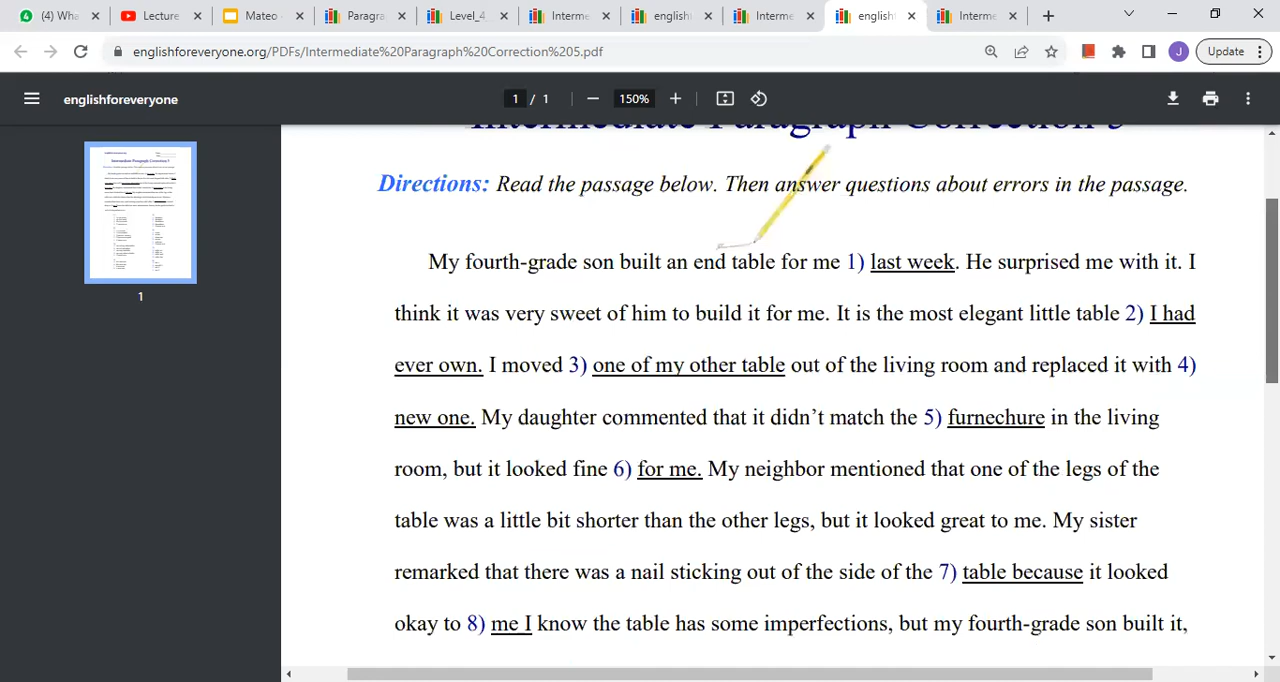 (4) Wha
Lecture
Mateo
Paragra
Level_4
Interme
english
Interme
english
Interme
englishforeveryone.org/PDFs/Intermediate%20Paragraph%20Correction%205.pdf
J
Update
englishforeveryone
1 / 1
150%
1
Intermediate Paragraph Correction 5
Directions: Read the passage below. Then answer questions about errors in the passage.
My fourth-grade son built an end table for me 1) last week. He surprised me with it. I
think it was very sweet of him to build it for me. It is the most elegant little table 2) I had
ever own. I moved 3) one of my other table out of the living room and replaced it with 4)
new one. My daughter commented that it didn't match the 5) furnechure in the living
room, but it looked fine 6) for me. My neighbor mentioned that one of the legs of the
table was a little bit shorter than the other legs, but it looked great to me. My sister
remarked that there was a nail sticking out of the side of the 7) table because it looked
okay to 8) me I know the table has some imperfections, but my fourth-grade son built it,